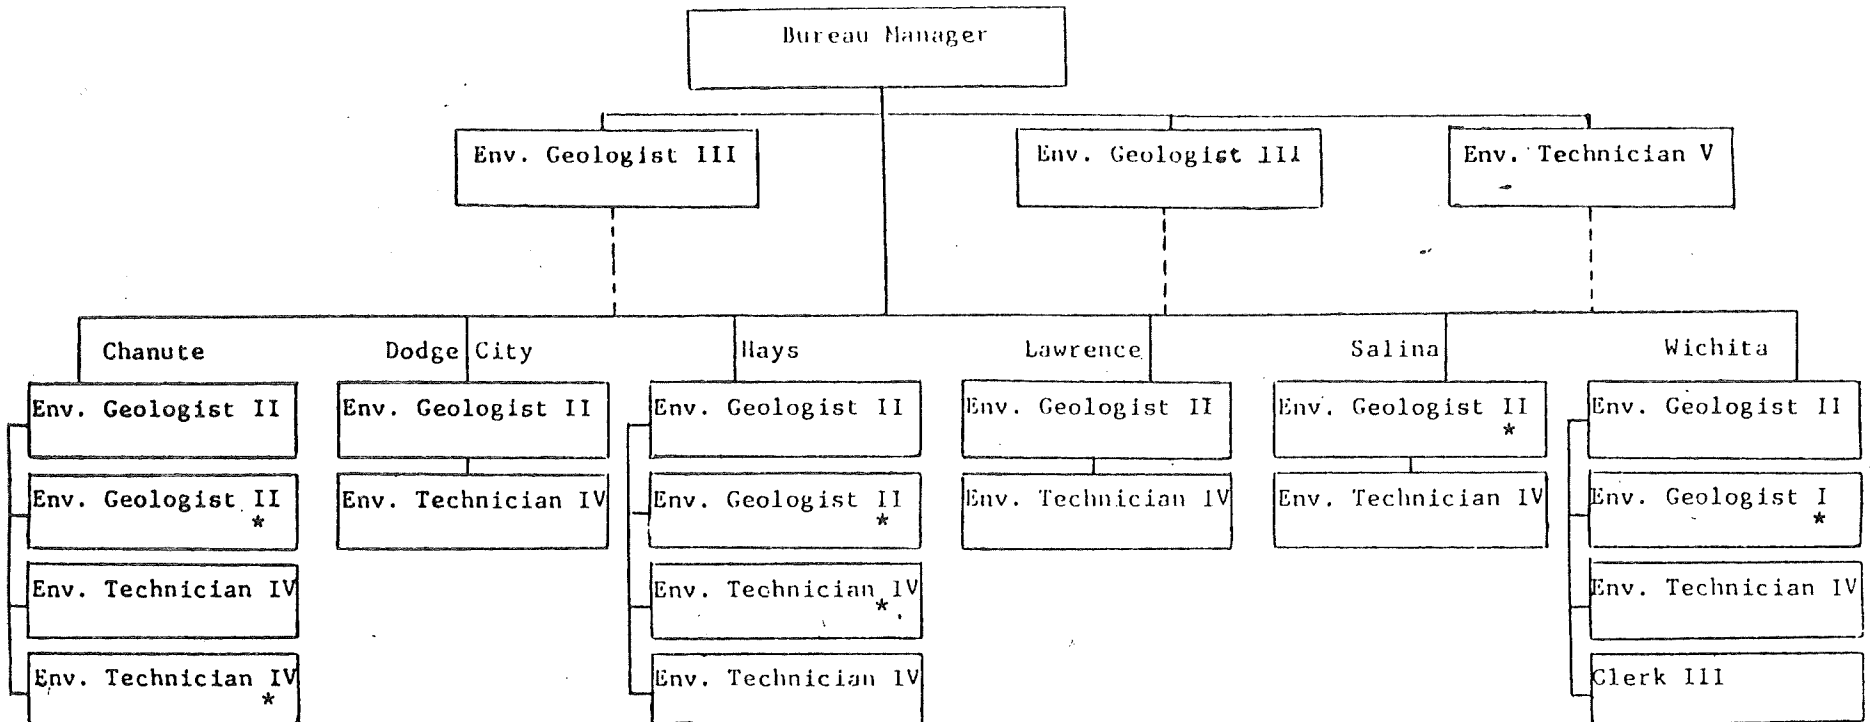 Bureau Manager
Env. Geologist III
Env. Geologist III
Env. Technician V
Chanute
Dodge City
Hays
Lawrence
Salina
Wichita
Env. Geologist II
Env. Geologist II
Env. Geologist II
Env. Geologist II
Env. Geologist II
*
Env. Geologist II
Env. Geologist II
*
Env. Technician IV
Env. Geologist II
*
Env. Technician IV
Env. Technician IV
Env. Geologist I
*
Env. Technician IV
Env. Technician IV
*
Env. Technician IV
Env. Technician IV
*
Env. Technician IV
Clerk III